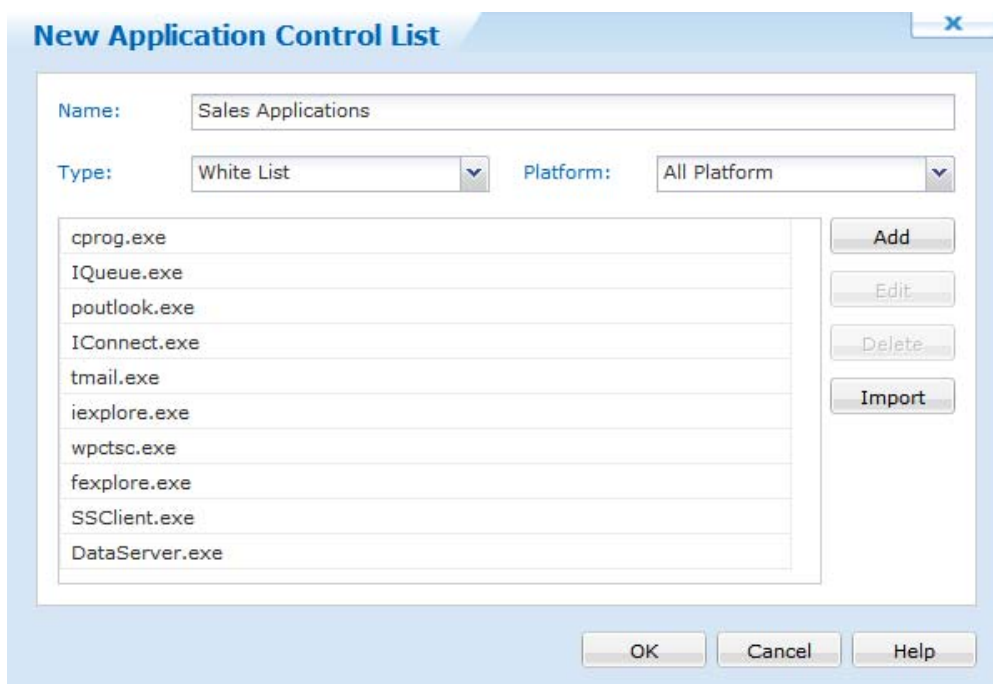 New Application Control List
x
Name: Sales Applications
Type: White List Platform: All Platform
cprog.exe
IQueue.exe
poutlook.exe
IConnect.exe
tmail.exe
iexplore.exe
wpctsc.exe
fexplore.exe
SSClient.exe
DataServer.exe
Add
Edit
Delete
Import
OK Cancel Help